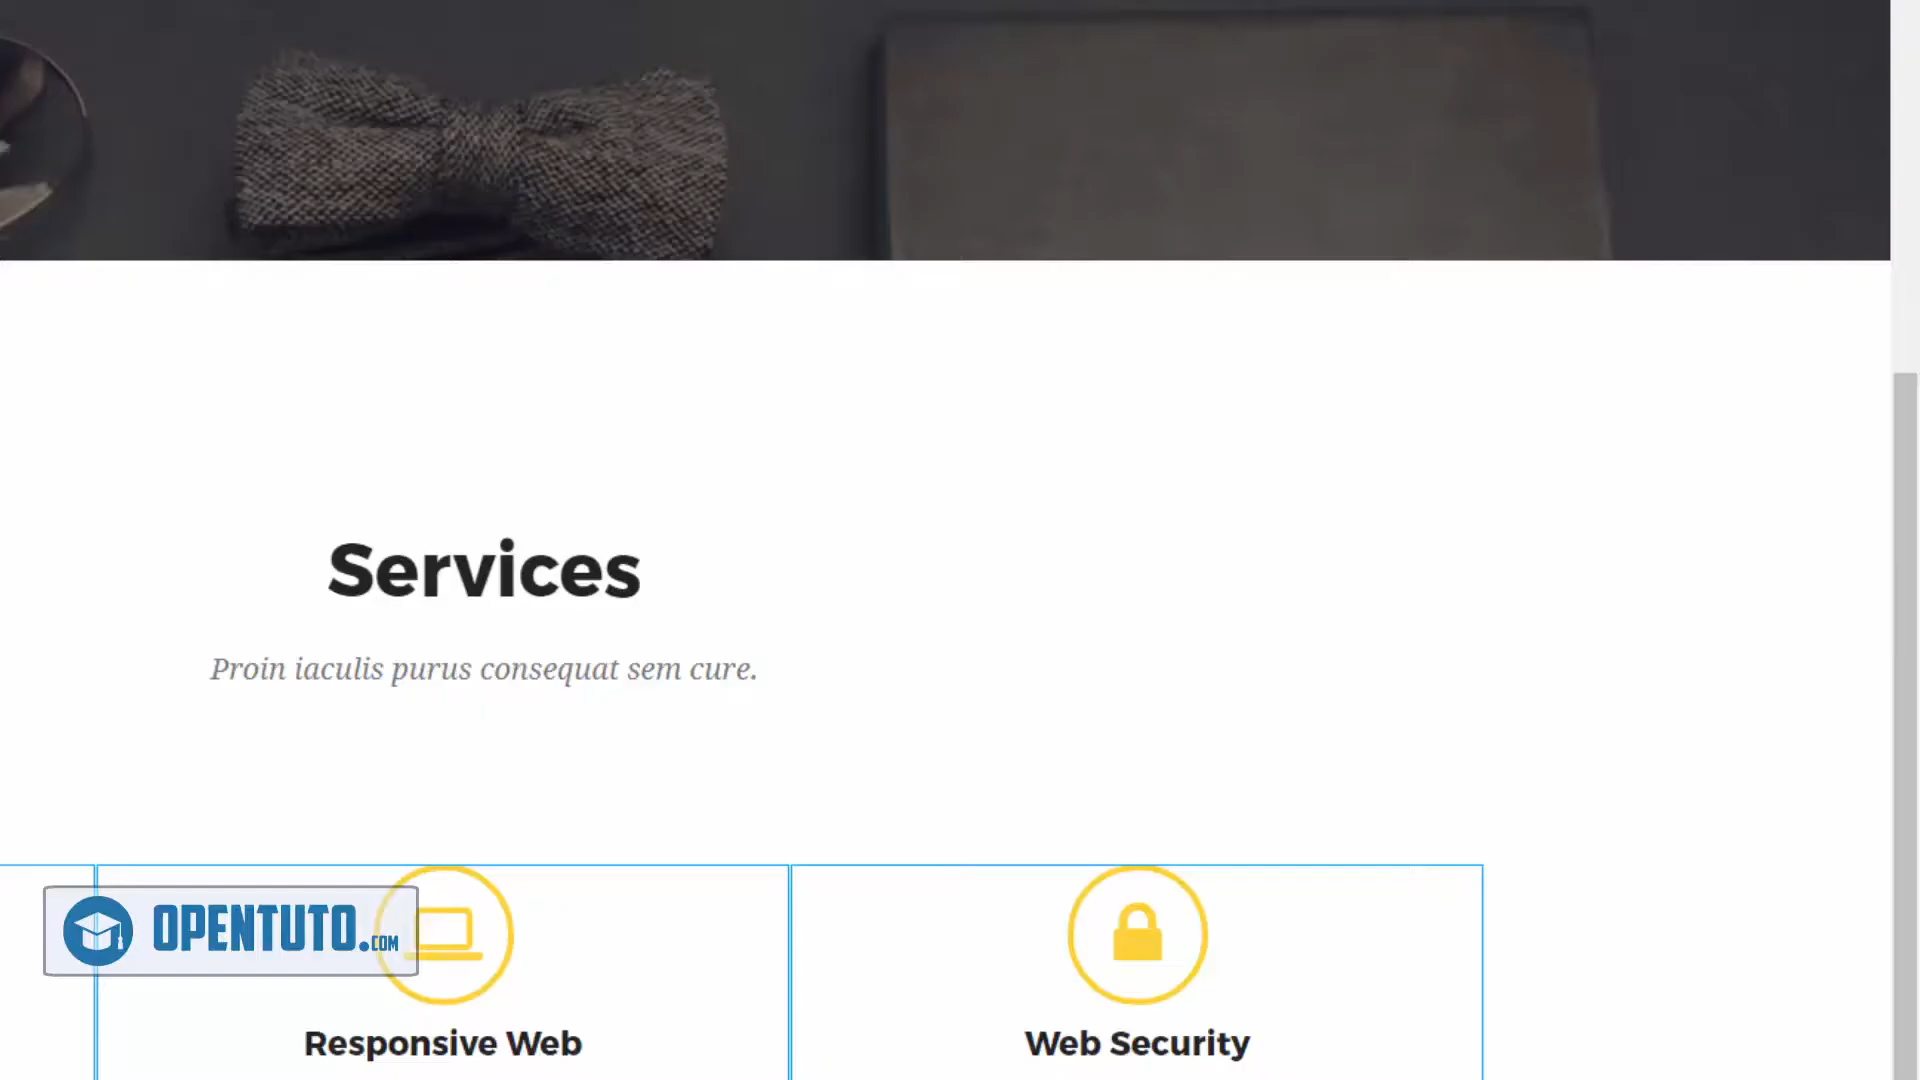 Services
Proin iaculis purus consequat sem cure.
OPENTUTO.COM
Responsive Web
Web Security